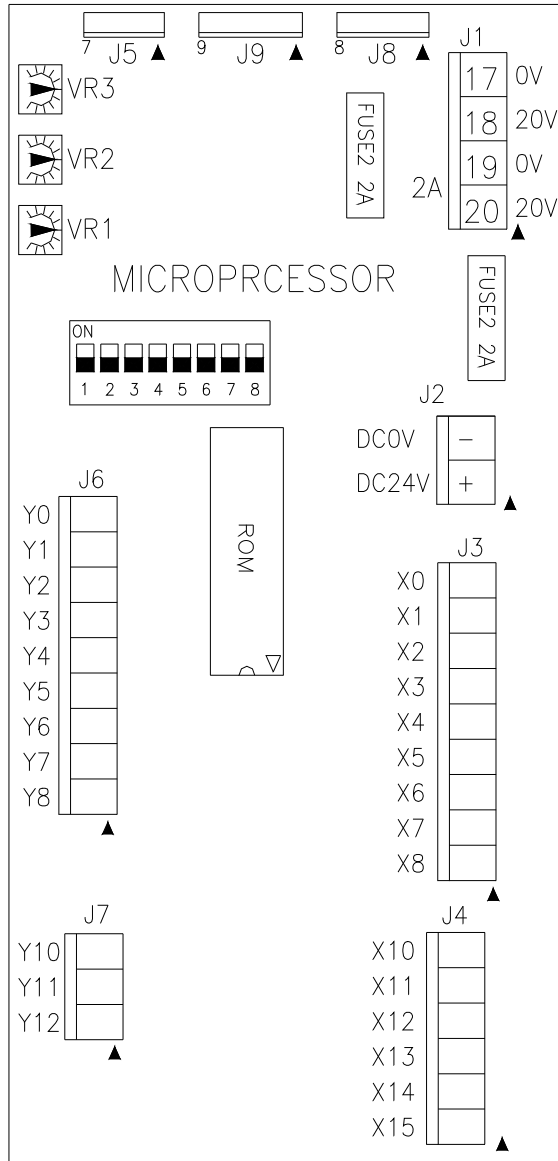 7 J5 9 J9 8 J8 J1
VR3
17 0V
18 20V
VR2
19 0V
20 20V
2A
FUSE2 2A
VR1
MICROPRCESSOR
FUSE2 2A
ON
1 2 3 4 5 6 7 8
J2
DC0V -
DC24V +
J6
Y0
Y1
Y2
Y3
Y4
Y5
Y6
Y7
Y8
ROM
J3
X0
X1
X2
X3
X4
X5
X6
X7
X8
J7
Y10
Y11
Y12
J4
X10
X11
X12
X13
X14
X15